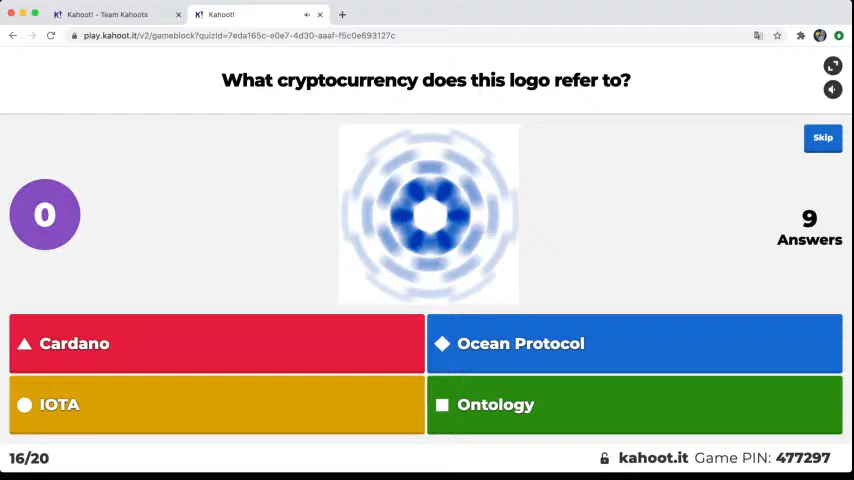 Kahoot! - Team Kahoots
Kahoot!
play.kahoot.it/v2/gameblock?quizId=7eda165c-e0e7-4d30-aaaf-f5c0e693127c
What cryptocurrency does this logo refer to?
Skip
0
9
Answers
Cardano
Ocean Protocol
IOTA
Ontology
16/20
kahoot.it Game PIN: 477297